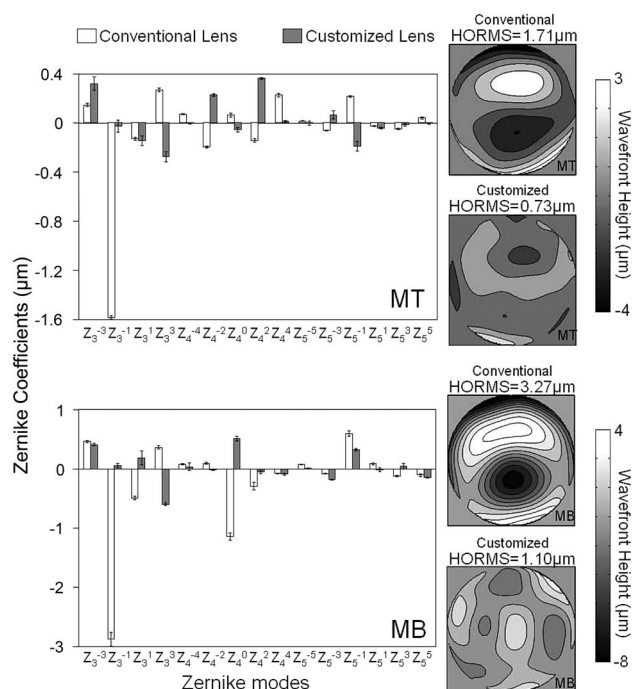 Conventional Lens
Customized Lens
Zernike Coefficients (μm)
0.4
0
-0.4
-0.8
-1.2
-1.6
MT
Z₃⁻³ Z₃⁻¹ Z₃¹ Z₃³ Z₄⁻⁴ Z₄⁻² Z₄⁰ Z₄² Z₄⁴ Z₅⁻⁵ Z₅⁻³ Z₅⁻¹ Z₅¹ Z₅³ Z₅⁵
1
0
-1
-2
-3
MB
Z₃⁻³ Z₃⁻¹ Z₃¹ Z₃³ Z₄⁻⁴ Z₄⁻² Z₄⁰ Z₄² Z₄⁴ Z₅⁻⁵ Z₅⁻³ Z₅⁻¹ Z₅¹ Z₅³ Z₅⁵
Zernike modes
Conventional
HORMS=1.71μm
MT
Customized
HORMS=0.73μm
MT
3
Wavefront Height (μm)
-4
Conventional
HORMS=3.27μm
MB
Customized
HORMS=1.10μm
MB
4
Wavefront Height (μm)
-8